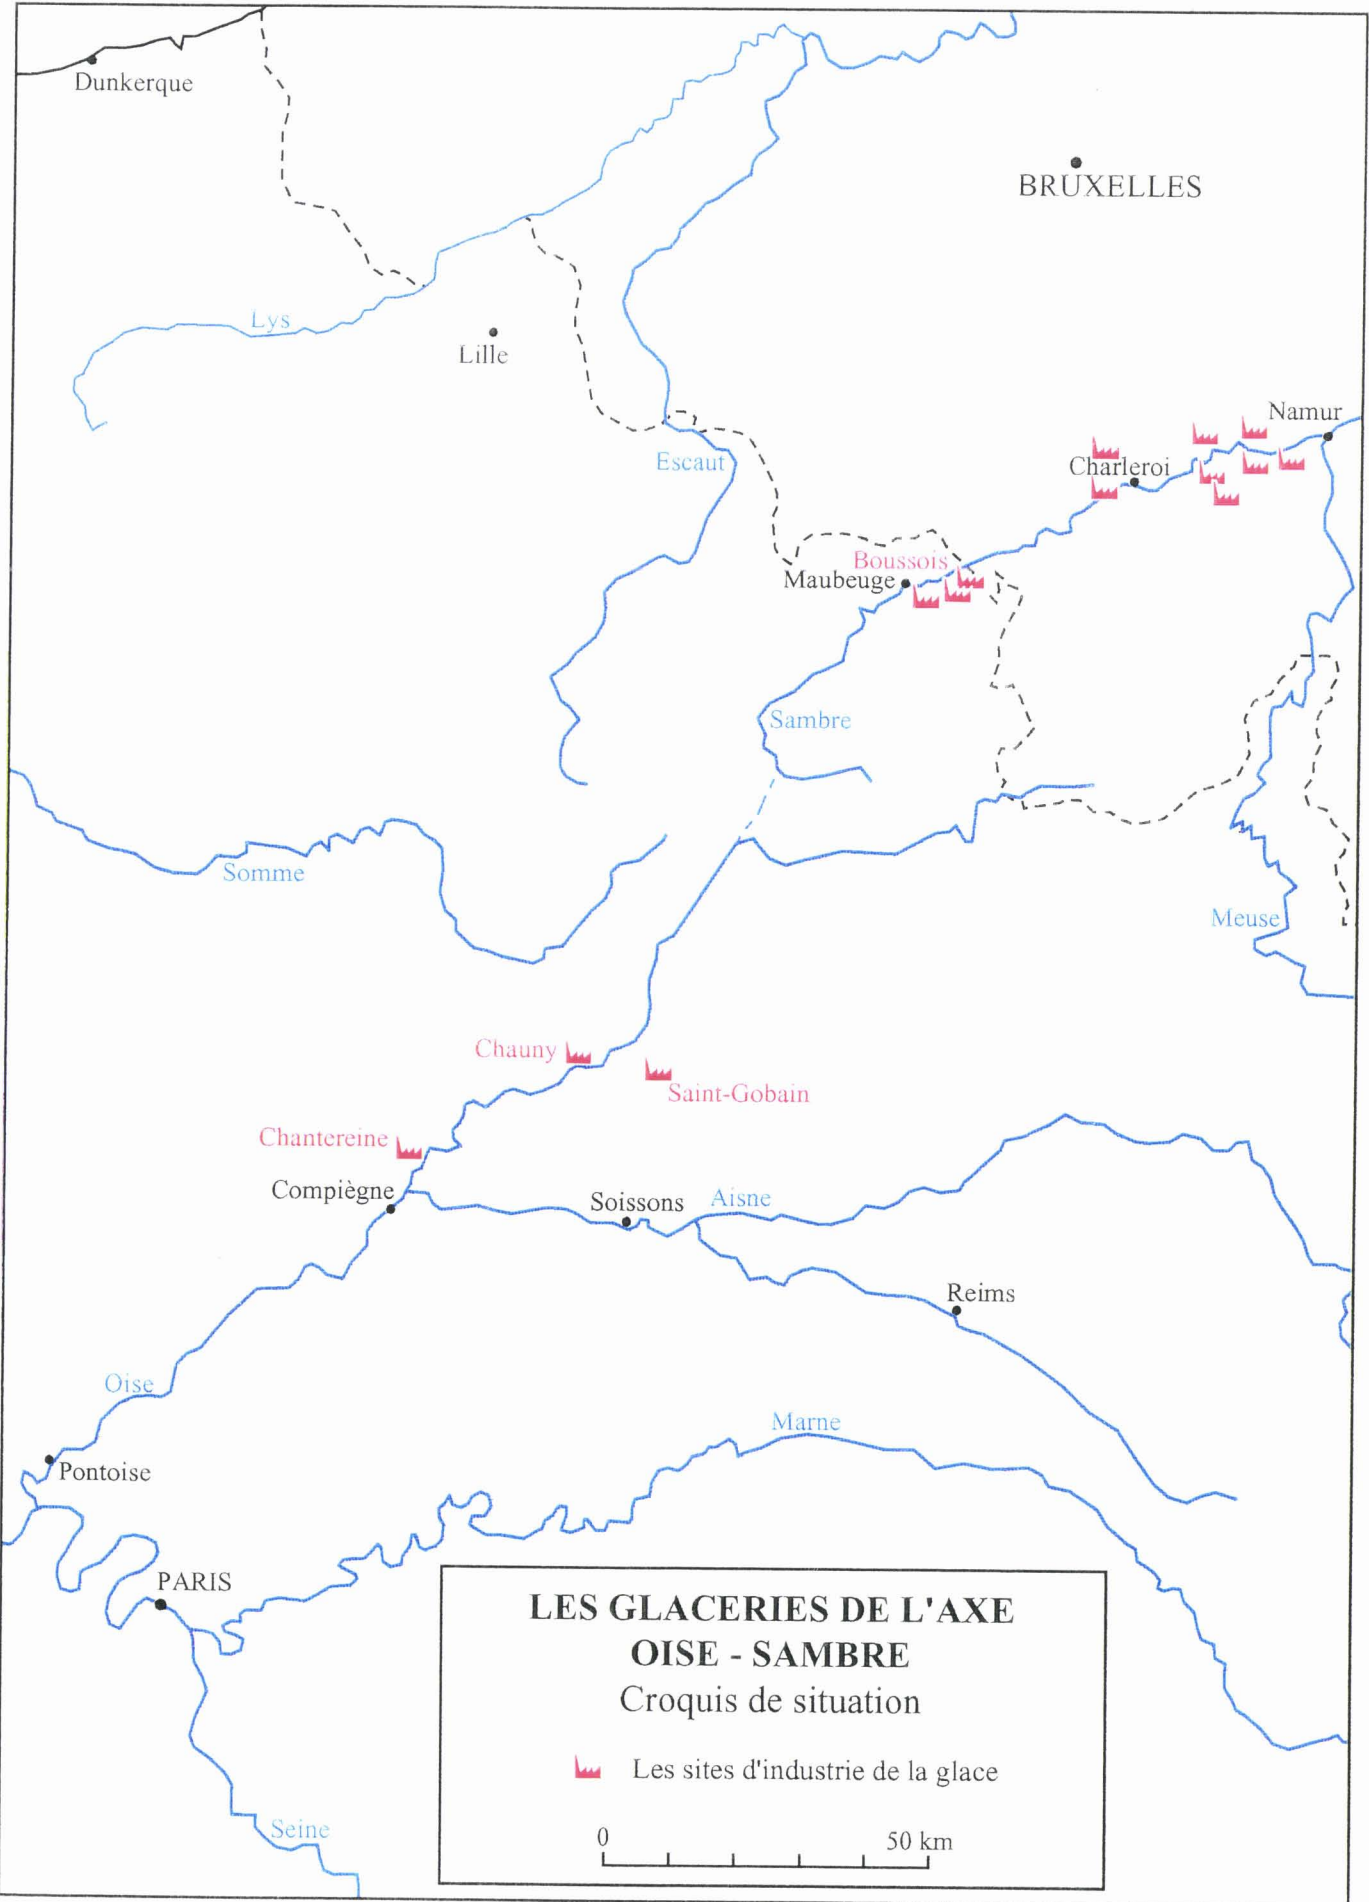 Dunkerque
BRUXELLES
Lys
Lille
Namur
Escaut
Charleroi
Boussois
Maubeuge
Sambre
Somme
Meuse
Chauny
Saint-Gobain
Chantereine
Compiègne
Soissons
Aisne
Reims
Oise
Marne
Pontoise
PARIS
LES GLACERIES DE L'AXE
OISE - SAMBRE
Croquis de situation
Les sites d'industrie de la glace
0 50 km
Seine